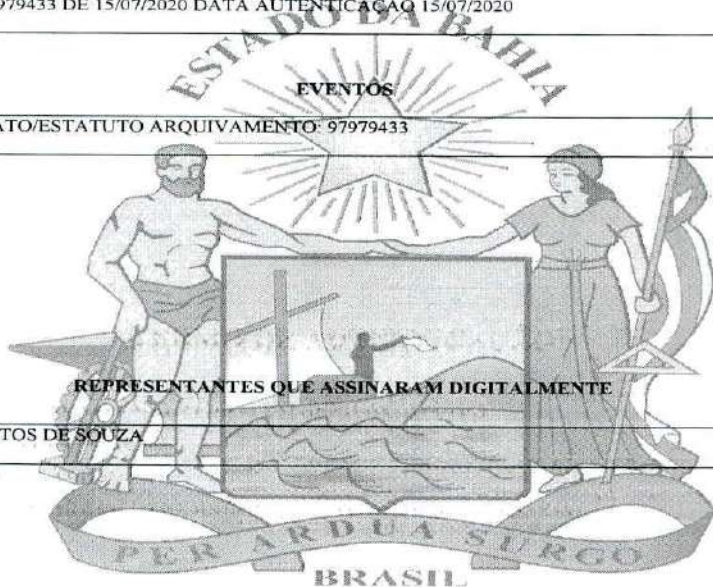 979433 DE 15/07/2020 DATA AUTENTICAÇÃO 15/07/2020
ESTADO DA BAHIA
EVENTOS
ATO/ESTATUTO ARQUIVAMENTO: 97979433
REPRESENTANTES QUE ASSINARAM DIGITALMENTE
TOS DE SOUZA
PER ARDUA SURGO
BRASIL